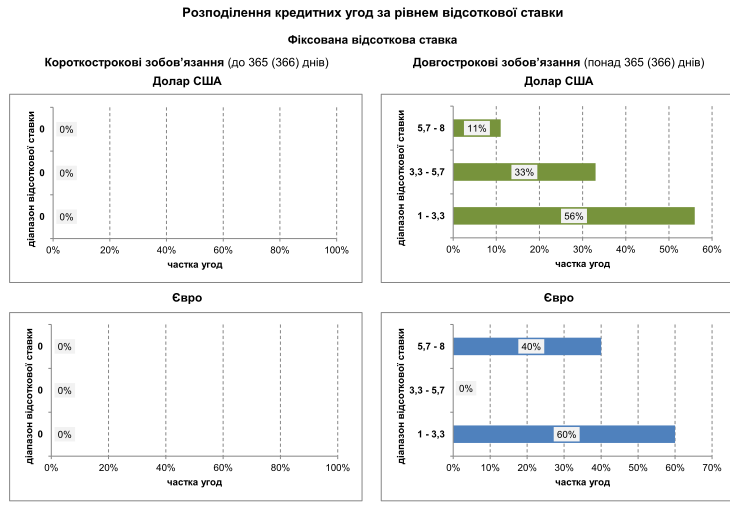 Розподілення кредитних угод за рівнем відсоткової ставки
Фіксована відсоткова ставка
Короткострокові зобов’язання (до 365 (366) днів)
Долар США
діапазон відсоткової ставки
0
0%
0
0%
0
0%
0% 20% 40% 60% 80% 100%
частка угод
Довгострокові зобов’язання (понад 365 (366) днів)
Долар США
діапазон відсоткової ставки
5,7 - 8
11%
3,3 - 5,7
33%
1 - 3,3
56%
0% 10% 20% 30% 40% 50% 60%
частка угод
Євро
діапазон відсоткової ставки
0
0%
0
0%
0
0%
0% 20% 40% 60% 80% 100%
частка угод
Євро
діапазон відсоткової ставки
5,7 - 8
40%
3,3 - 5,7
0%
1 - 3,3
60%
0% 10% 20% 30% 40% 50% 60% 70%
частка угод